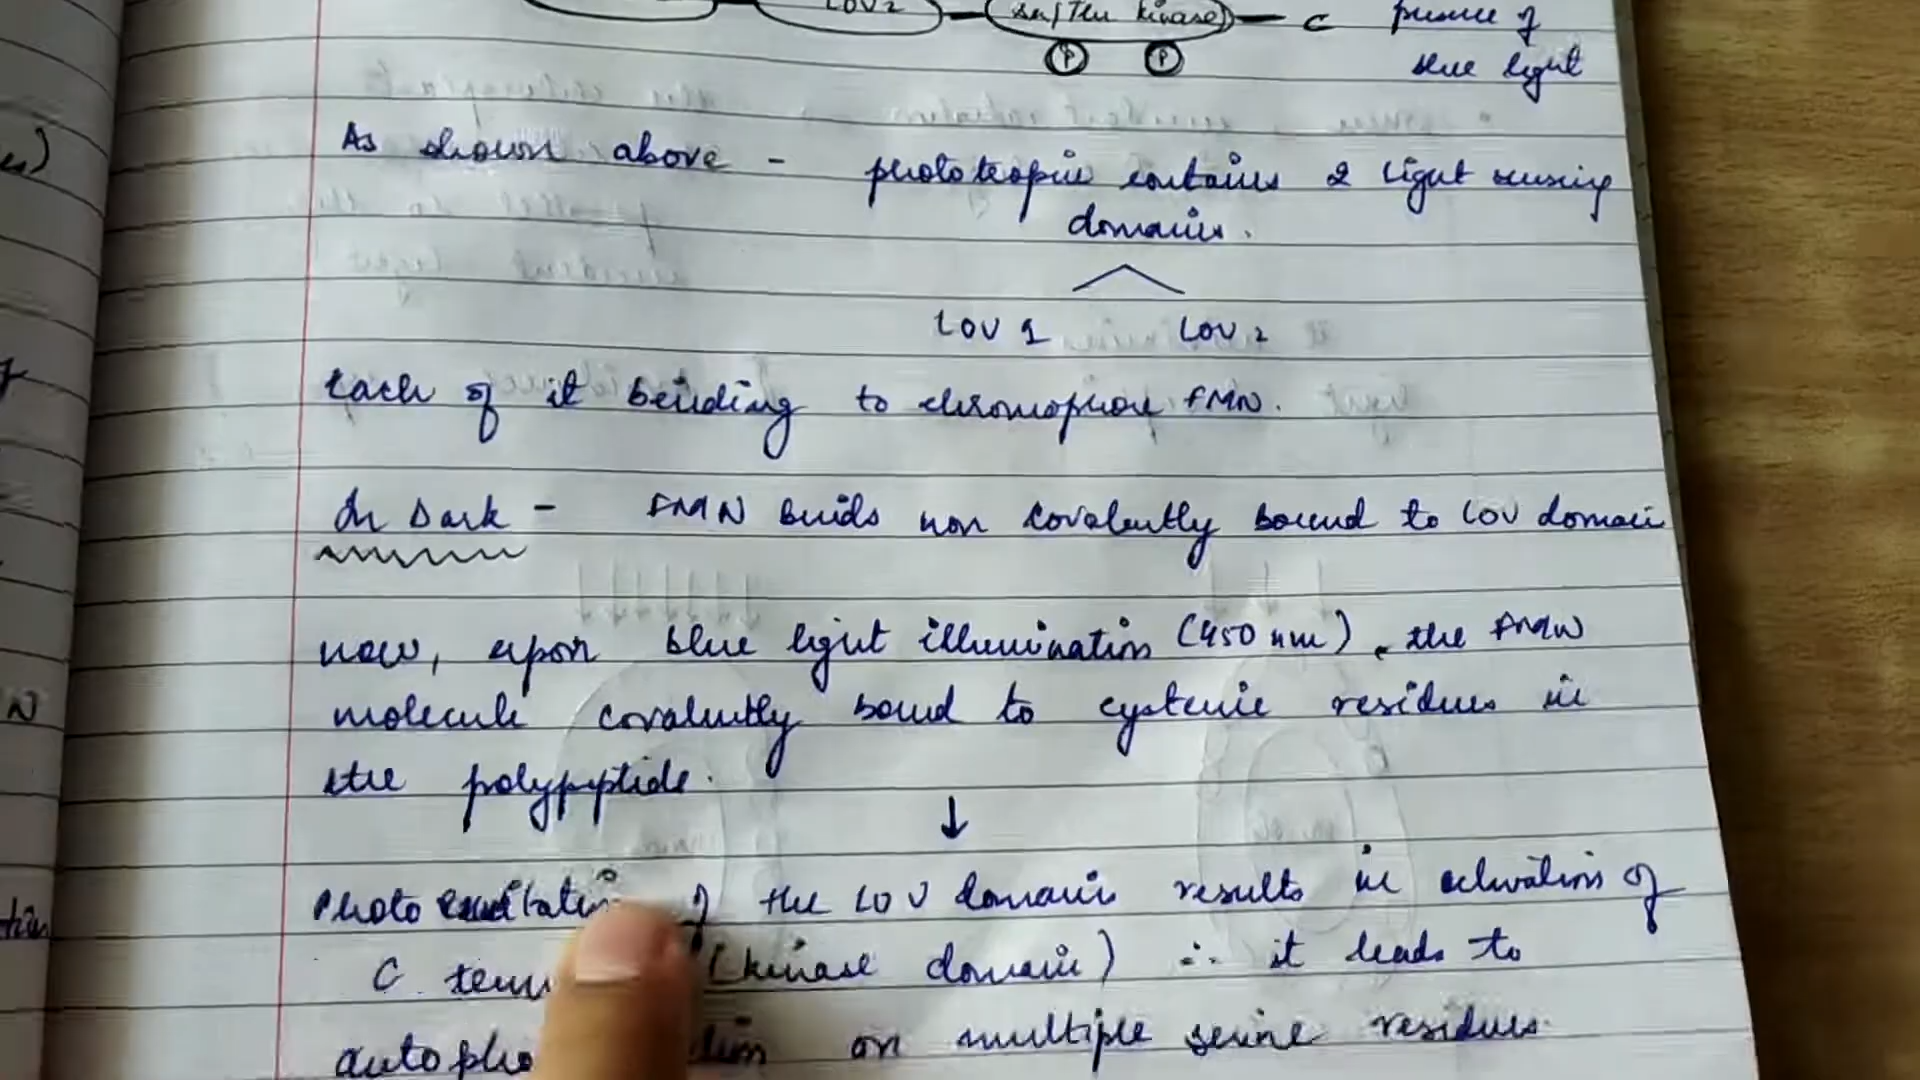 LOV2 Ser/Thr kinase C presence of
P P blue light
As shown above - phototropin contains 2 light sensing
domains.
LOV 1 LOV 2
Each of it binding to chromophore FMN.
In Dark - FMN binds non covalently bound to LOV domain
now, upon blue light illumination (450 nm), the FMN
molecule covalently bound to cysteine residues in
the polypeptide.
↓
Photo excitation of the LOV domain results in activation of
C (kinase domain) ∴ it leads to
on multiple serine residues